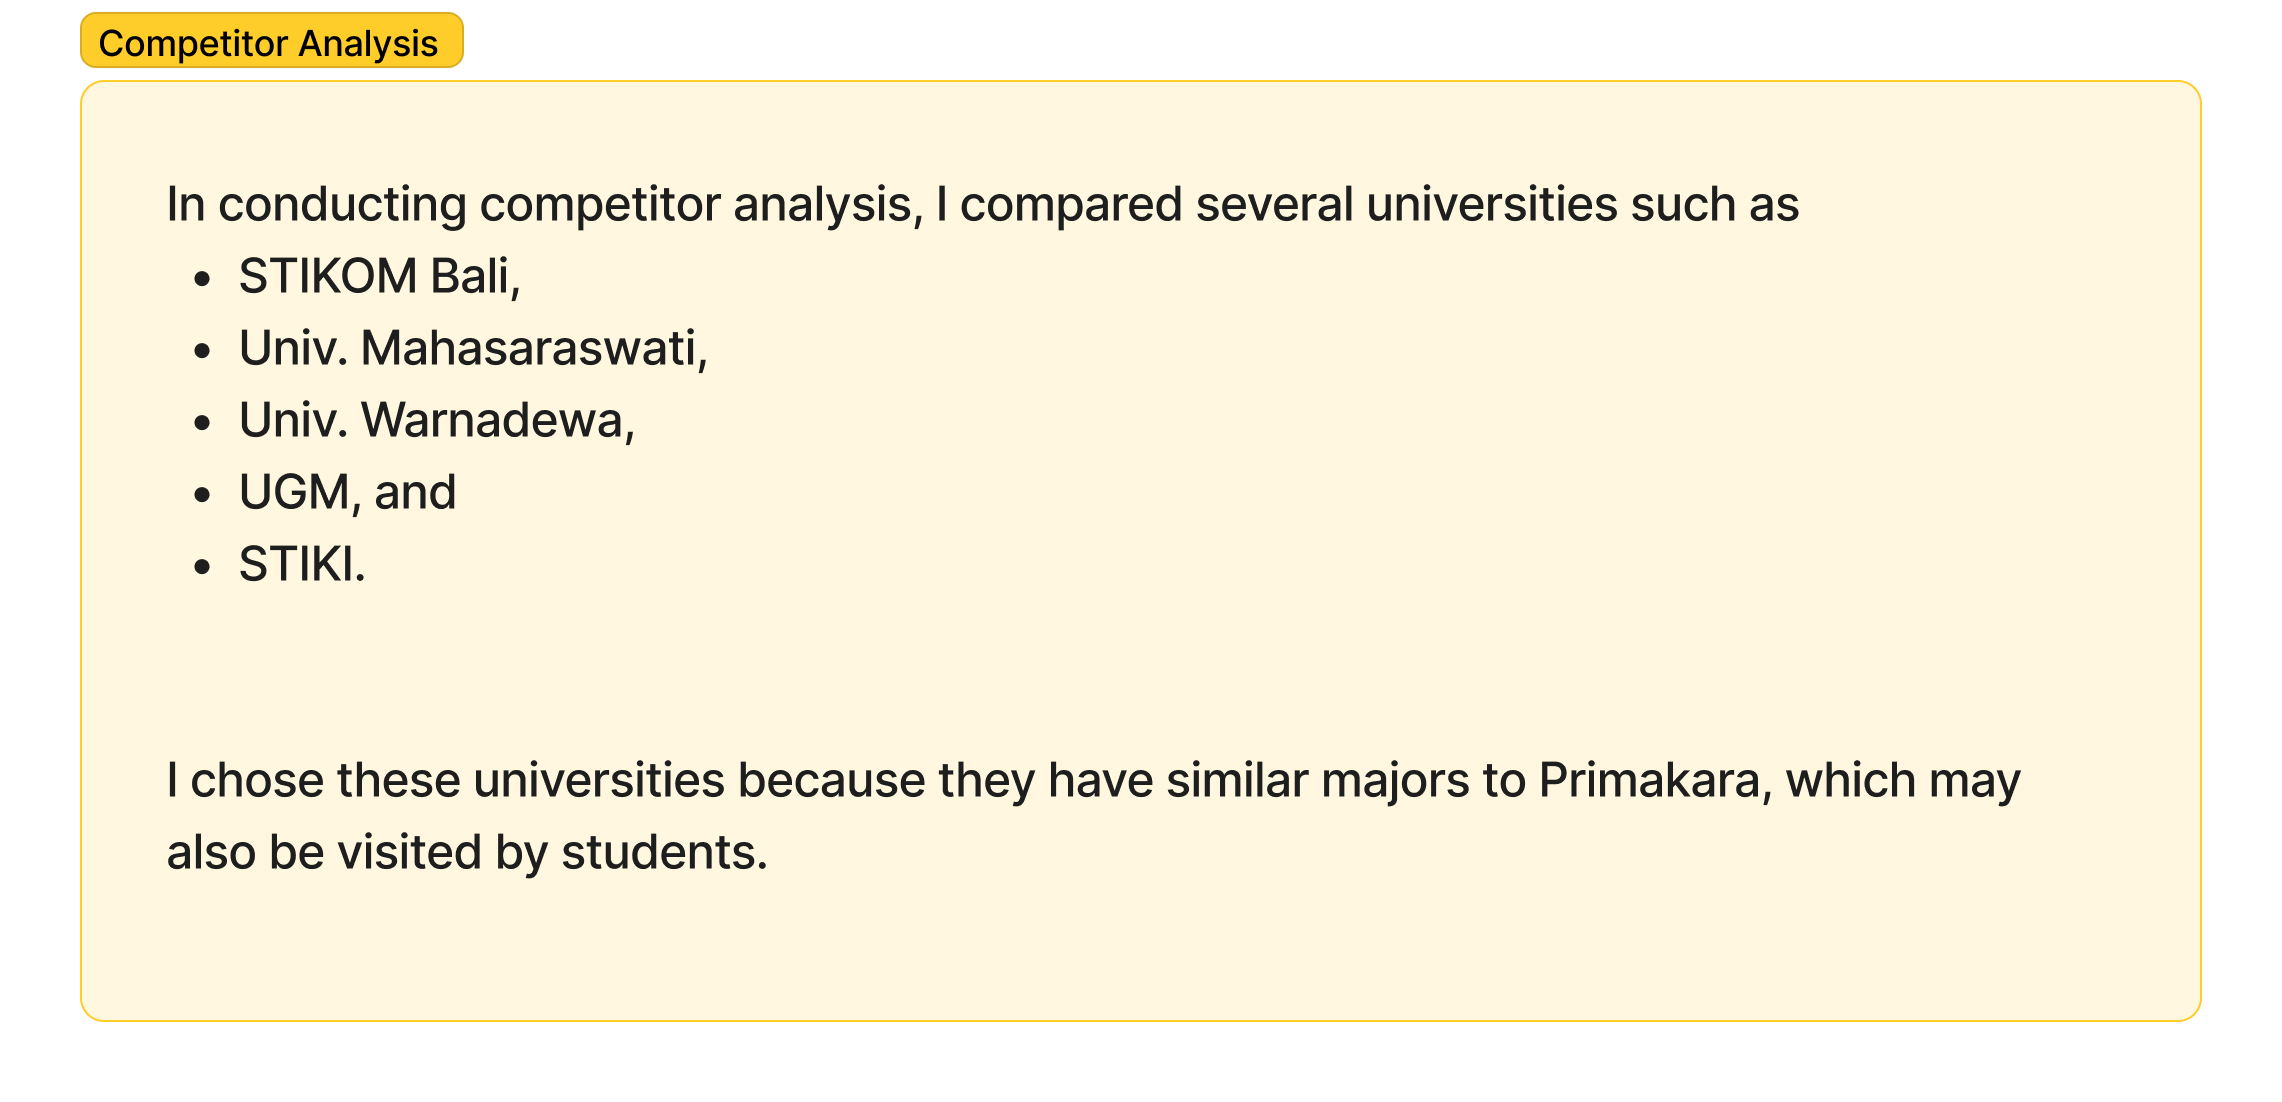 Competitor Analysis
In conducting competitor analysis, I compared several universities such as
• STIKOM Bali,
• Univ. Mahasaraswati,
• Univ. Warnadewa,
• UGM, and
• STIKI.
I chose these universities because they have similar majors to Primakara, which may
also be visited by students.